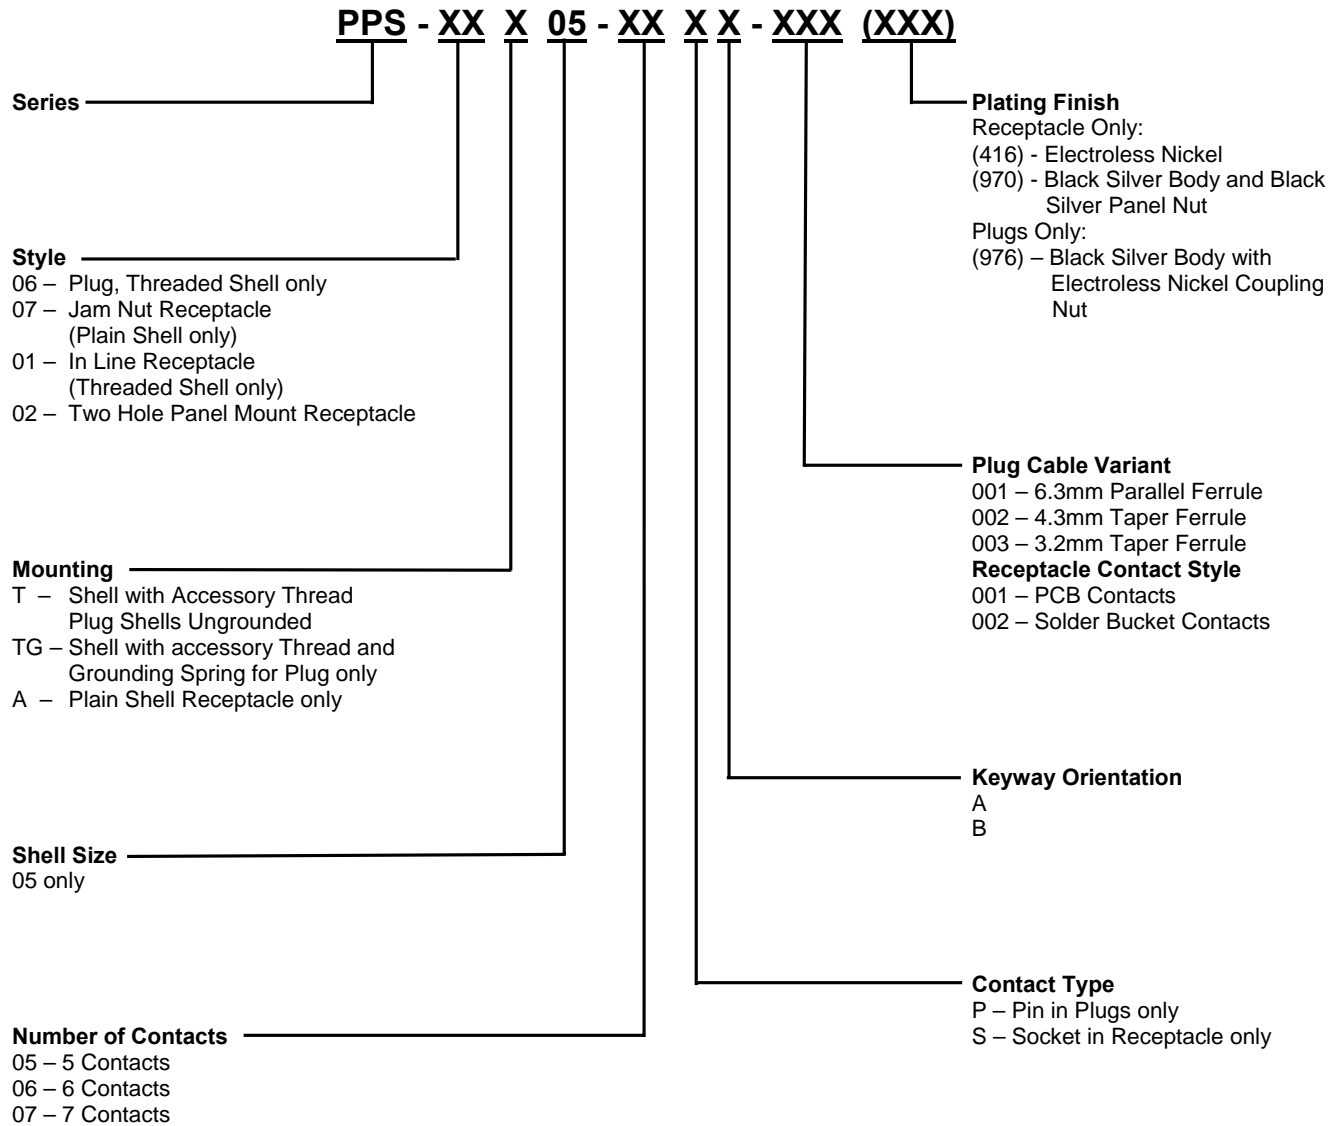 PPS - XX X 05 - XX X X - XXX (XXX)
Series
Style
06 – Plug, Threaded Shell only
07 – Jam Nut Receptacle
(Plain Shell only)
01 – In Line Receptacle
(Threaded Shell only)
02 – Two Hole Panel Mount Receptacle
Mounting
T – Shell with Accessory Thread
Plug Shells Ungrounded
TG – Shell with accessory Thread and
Grounding Spring for Plug only
A – Plain Shell Receptacle only
Shell Size
05 only
Number of Contacts
05 – 5 Contacts
06 – 6 Contacts
07 – 7 Contacts
Plating Finish
Receptacle Only:
(416) - Electroless Nickel
(970) - Black Silver Body and Black
Silver Panel Nut
Plugs Only:
(976) – Black Silver Body with
Electroless Nickel Coupling
Nut
Plug Cable Variant
001 – 6.3mm Parallel Ferrule
002 – 4.3mm Taper Ferrule
003 – 3.2mm Taper Ferrule
Receptacle Contact Style
001 – PCB Contacts
002 – Solder Bucket Contacts
Keyway Orientation
A
B
Contact Type
P – Pin in Plugs only
S – Socket in Receptacle only